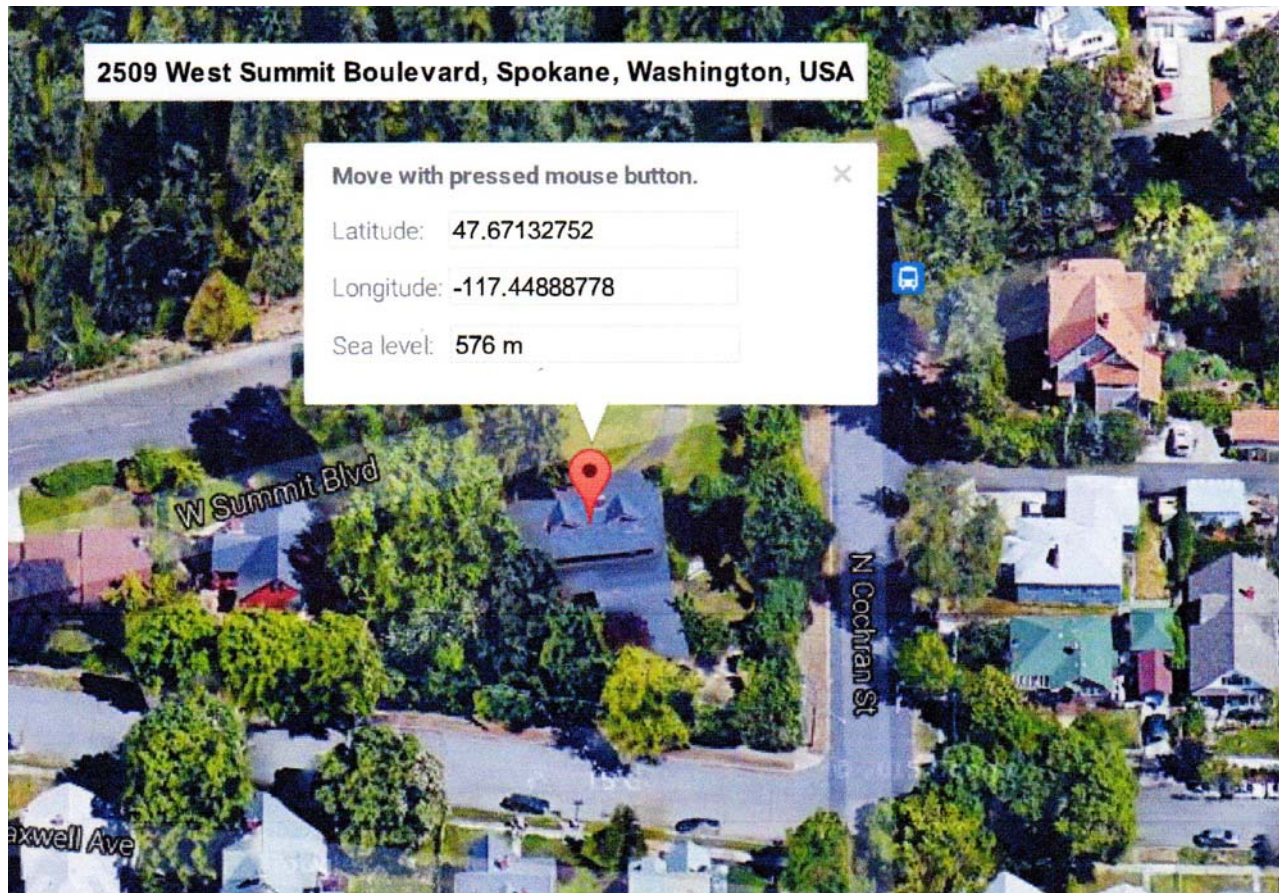 2509 West Summit Boulevard, Spokane, Washington, USA
Move with pressed mouse button. ×
Latitude: 47.67132752
Longitude: -117.44888778
Sea level: 576 m
W Summit Blvd
N Cochran St
axwell Ave